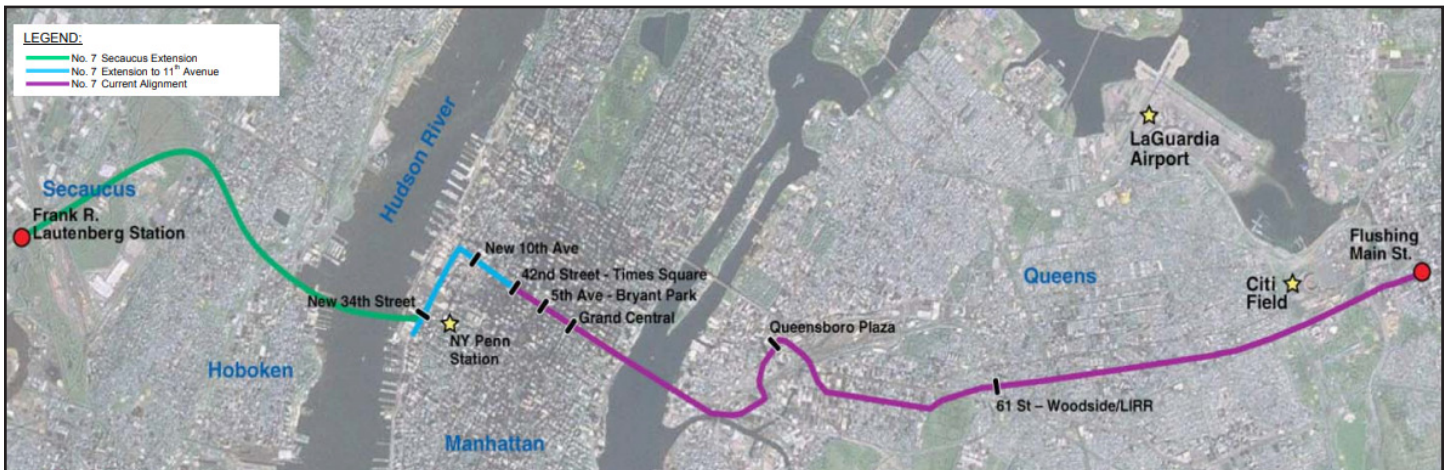 LEGEND:
No. 7 Secaucus Extension
No. 7 Extension to 11th Avenue
No. 7 Current Alignment
Secaucus
Frank R.
Lautenberg Station
Hudson River
New 10th Ave
42nd Street - Times Square
5th Ave - Bryant Park
Grand Central
New 34th Street
NY Penn
Station
Hoboken
Manhattan
Queensboro Plaza
61 St – Woodside/LIRR
Queens
LaGuardia
Airport
Citi
Field
Flushing
Main St.